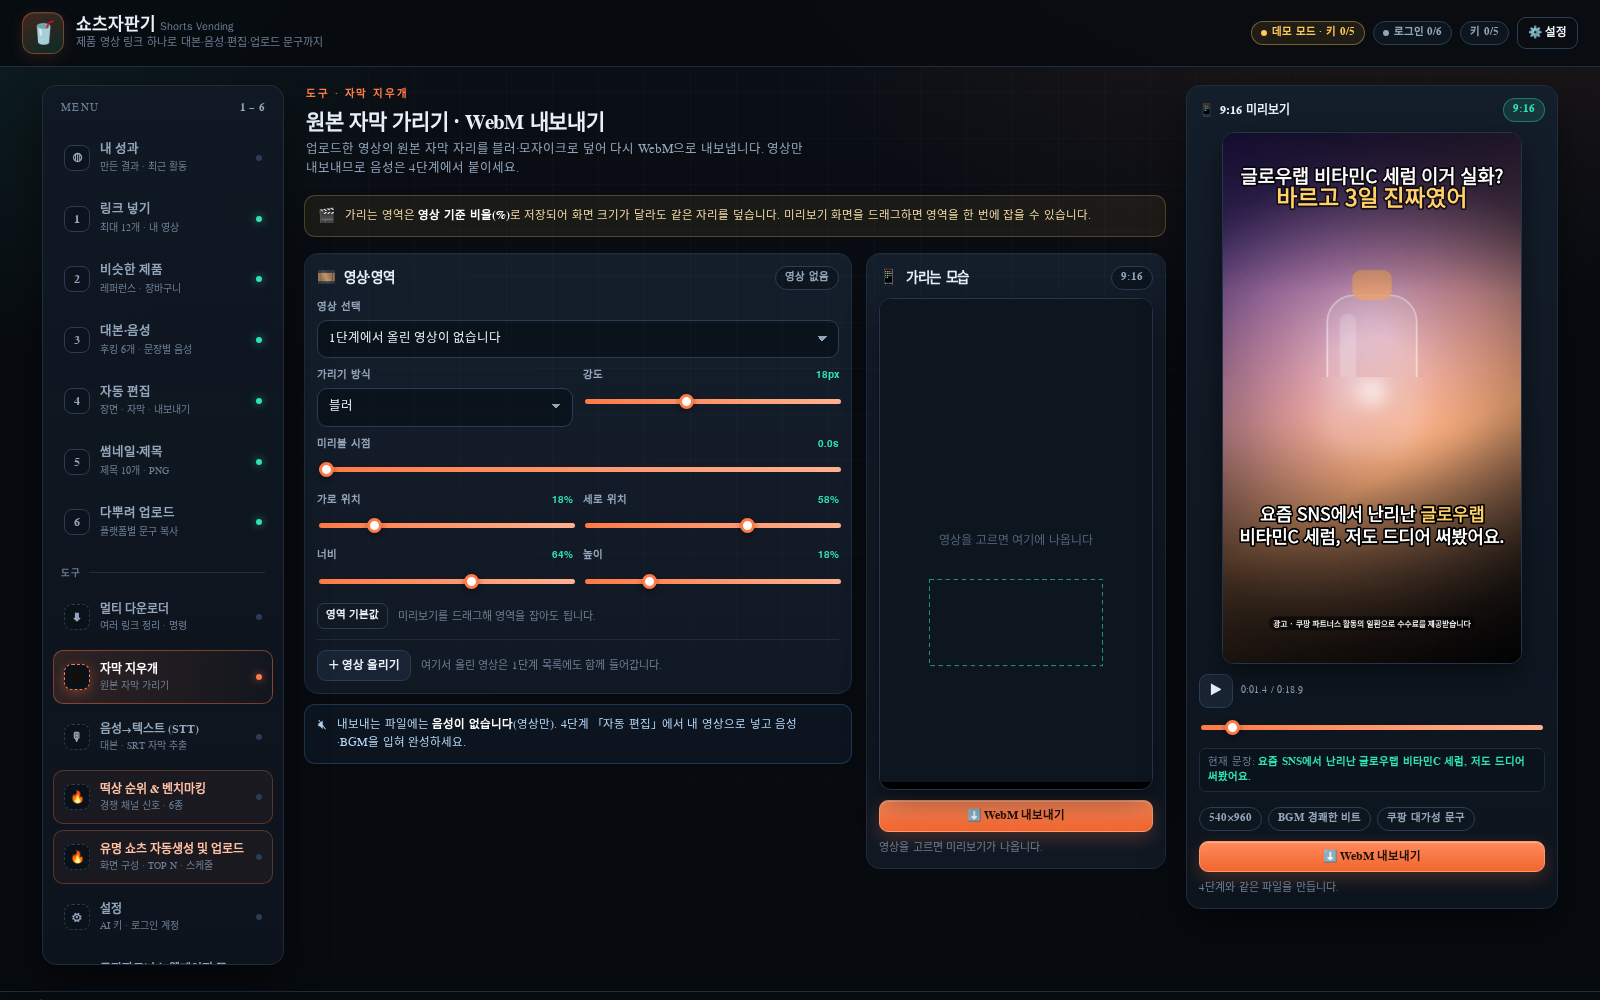 쇼츠자판기 Shorts Vending
제품 영상 링크 하나로 대본·음성·편집·업로드 문구까지
데모 모드 · 키 0/5
로그인 0/6
키 0/5
설정
MENU
1 – 6
내 성과
만든 결과 · 최근 활동
1
링크 넣기
최대 12개 · 내 영상
2
비슷한 제품
레퍼런스 · 장바구니
3
대본·음성
후킹 6개 · 문장별 음성
4
자동 편집
장면 · 자막 · 내보내기
5
썸네일·제목
제목 10개 · PNG
6
다뿌려 업로드
플랫폼별 문구 복사
도구
멀티 다운로더
여러 링크 정리 · 명령
자막 지우개
원본 자막 가리기
음성→텍스트 (STT)
대본 · SRT 자막 추출
떡상 순위 & 벤치마킹
경쟁 채널 신호 · 6종
유명 쇼츠 자동생성 및 업로드
화면 구성 · TOP N · 스케줄
설정
AI 키 · 로그인 계정
도구 · 자막 지우개
원본 자막 가리기 · WebM 내보내기
업로드한 영상의 원본 자막 자리를 블러·모자이크로 덮어 다시 WebM으로 내보냅니다. 영상만
내보내므로 음성은 4단계에서 붙이세요.
가리는 영역은 영상 기준 비율(%)로 저장되어 화면 크기가 달라도 같은 자리를 덮습니다. 미리보기 화면을 드래그하면 영역을 한 번에 잡을 수 있습니다.
영상·영역
영상 없음
영상 선택
1단계에서 올린 영상이 없습니다
가리기 방식
강도
18px
블러
미리볼 시점
0.0s
가로 위치
18%
세로 위치
58%
너비
64%
높이
18%
영역 기본값
미리보기를 드래그해 영역을 잡아도 됩니다.
＋ 영상 올리기
여기서 올린 영상은 1단계 목록에도 함께 들어갑니다.
내보내는 파일에는 음성이 없습니다(영상만). 4단계 「자동 편집」에서 내 영상으로 넣고 음성
·BGM을 입혀 완성하세요.
가리는 모습
9:16
영상을 고르면 여기에 나옵니다
WebM 내보내기
영상을 고르면 미리보기가 나옵니다.
9:16 미리보기
9:16
글로우랩 비타민C 세럼 이거 실화?
바르고 3일 진짜였어
요즘 SNS에서 난리난 글로우랩
비타민C 세럼, 저도 드디어 써봤어요.
광고 · 쿠팡 파트너스 활동의 일환으로 수수료를 제공받습니다
0:01.4 / 0:18.9
현재 문장: 요즘 SNS에서 난리난 글로우랩 비타민C 세럼, 저도 드디어
써봤어요.
540×960
BGM 경쾌한 비트
쿠팡 대가성 문구
WebM 내보내기
4단계와 같은 파일을 만듭니다.